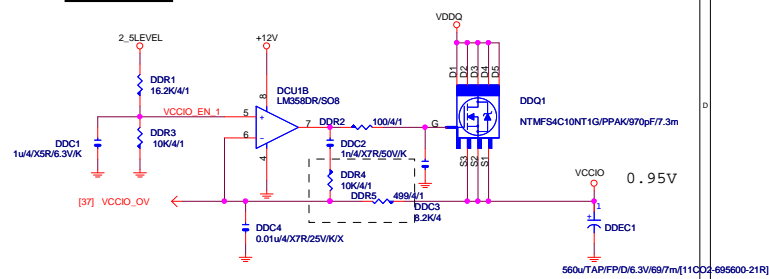 2_5LEVEL
+12V
VDDQ
DDR1
16.2K/4/1
DCU1B
LM358DR/SO8
D1
D2
D3
D4
D5
D
DDQ1
NTMFS4C10NT1G/PPAK/970pF/7.3m
VCCIO_EN_1
8
5
+
6
-
7
4
DDR2
100/4/1
G
DDC1
1u/4/X5R/6.3V/K
DDR3
10K/4/1
DDC2
1n/4/X7R/50V/K
S3
S2
S1
DDR4
10K/4/1
DDR5
499/4/1
DDC3
8.2K/4
VCCIO
0.95V
[37] VCCIO_OV
DDC4
0.01u/4/X7R/25V/K/X
1
+
DDEC1
560u/TAP/FP/D/6.3V/69/7m/[11CO2-695600-21R]